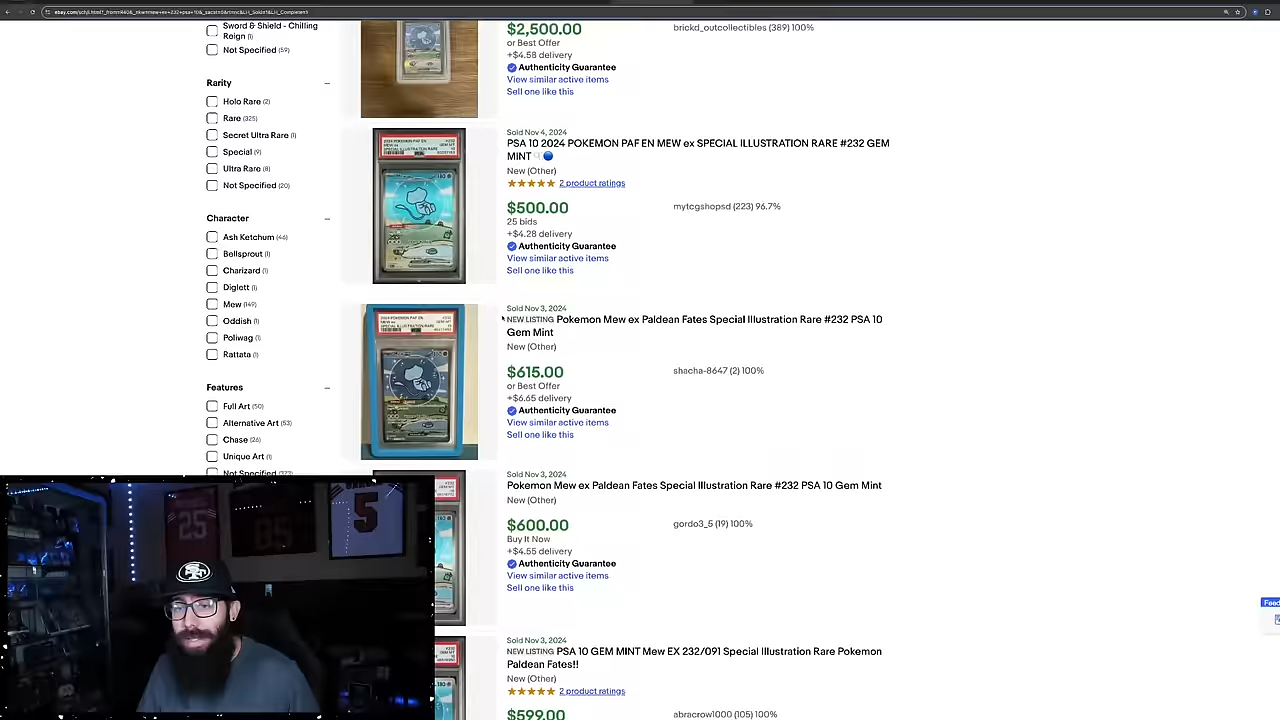 Sword & Shield - Chilling
Reign (1)
Not Specified (59)
Rarity
Holo Rare (2)
Rare (325)
Secret Ultra Rare (1)
Special (9)
Ultra Rare (8)
Not Specified (20)
Character
Ash Ketchum (46)
Bellsprout (1)
Charizard (1)
Diglett (1)
Mew (149)
Oddish (1)
Poliwag (1)
Rattata (1)
Features
Full Art (50)
Alternative Art (53)
Chase (26)
Unique Art (1)
Not Specified (373)
$2,500.00
brickd_outcollectibles (389) 100%
or Best Offer
+$4.58 delivery
Authenticity Guarantee
View similar active items
Sell one like this
Sold Nov 4, 2024
PSA 10 2024 POKEMON PAF EN MEW ex SPECIAL ILLUSTRATION RARE #232 GEM
MINT
New (Other)
2 product ratings
$500.00
mytcgshopsd (223) 96.7%
25 bids
+$4.28 delivery
Authenticity Guarantee
View similar active items
Sell one like this
Sold Nov 3, 2024
NEW LISTING Pokemon Mew ex Paldean Fates Special Illustration Rare #232 PSA 10
Gem Mint
New (Other)
$615.00
shacha-8647 (2) 100%
or Best Offer
+$6.65 delivery
Authenticity Guarantee
View similar active items
Sell one like this
Sold Nov 3, 2024
Pokemon Mew ex Paldean Fates Special Illustration Rare #232 PSA 10 Gem Mint
New (Other)
$600.00
gordo3_5 (19) 100%
Buy It Now
+$4.55 delivery
Authenticity Guarantee
View similar active items
Sell one like this
Sold Nov 3, 2024
NEW LISTING PSA 10 GEM MINT Mew EX 232/091 Special Illustration Rare Pokemon
Paldean Fates!!
New (Other)
2 product ratings
$599.00
abracrow1000 (105) 100%
25
85
5
SF